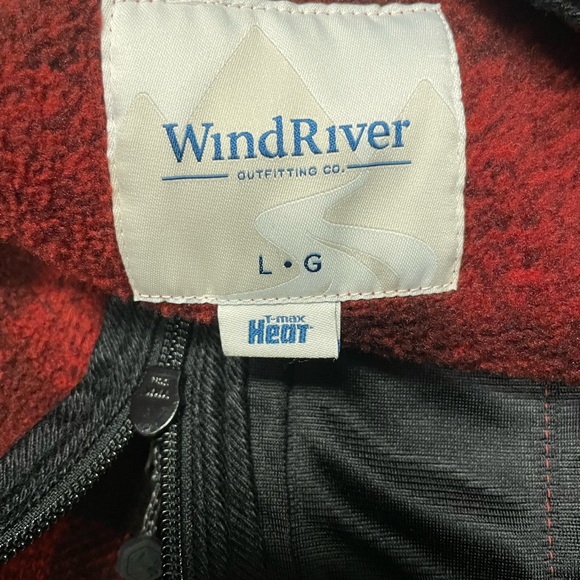 WindRiver
OUTFITTING CO.
L • G
T-max
Heat